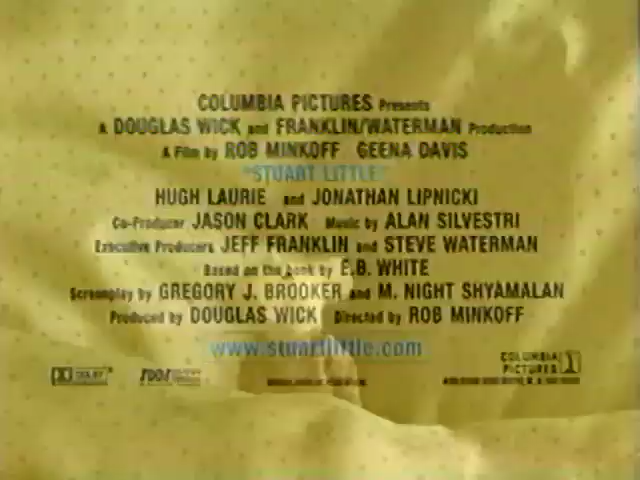 COLUMBIA PICTURES Presents
A DOUGLAS WICK and FRANKLIN/WATERMAN Production
A Film by ROB MINKOFF GEENA DAVIS
"STUART LITTLE"
HUGH LAURIE and JONATHAN LIPNICKI
Co-Producer JASON CLARK Music by ALAN SILVESTRI
Executive Producers JEFF FRANKLIN and STEVE WATERMAN
Based on the book by E.B. WHITE
Screenplay by GREGORY J. BROOKER and M. NIGHT SHYAMALAN
Produced by DOUGLAS WICK Directed by ROB MINKOFF
www.stuartlittle.com
COLUMBIA
PICTURES
DOLBY